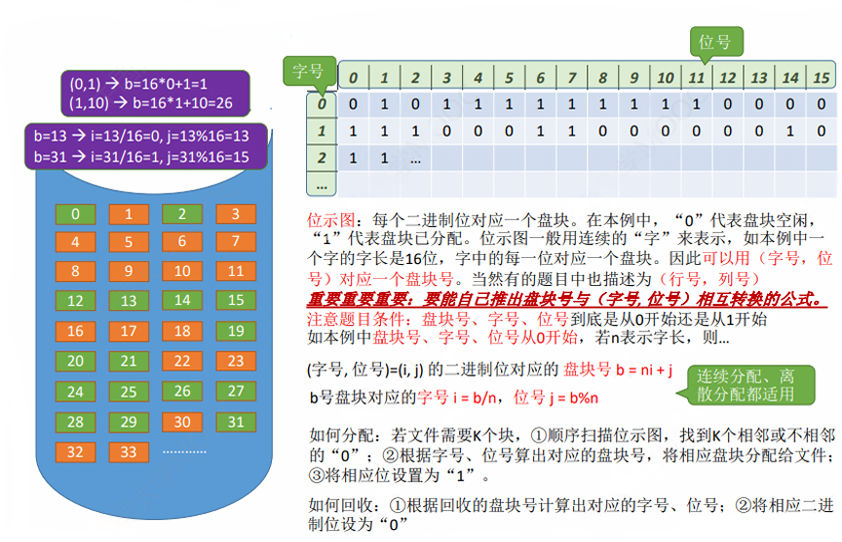 (0,1) → b=16*0+1=1
(1,10) → b=16*1+10=26
b=13 → i=13/16=0, j=13%16=13
b=31 → i=31/16=1, j=31%16=15
0 1 2 3
4 5 6 7
8 9 10 11
12 13 14 15
16 17 18 19
20 21 22 23
24 25 26 27
28 29 30 31
32 33 …………
位号
字号
0 1 2 3 4 5 6 7 8 9 10 11 12 13 14 15
0 0 1 0 1 1 1 1 1 1 1 1 1 0 0 0 0
1 1 1 1 0 0 0 1 1 0 0 0 0 0 0 1 0
2 1 1 …
…
位示图：每个二进制位对应一个盘块。在本例中，“0”代表盘块空闲，
“1”代表盘块已分配。位示图一般用连续的“字”来表示，如本例中一
个字的字长是16位，字中的每一位对应一个盘块。因此可以用（字号，位
号）对应一个盘块号。当然有的题目中也描述为（行号，列号）
重要重要重要：要能自己推出盘块号与（字号,位号）相互转换的公式。
注意题目条件：盘块号、字号、位号到底是从0开始还是从1开始
如本例中盘块号、字号、位号从0开始，若n表示字长，则…
(字号, 位号)=(i, j) 的二进制位对应的 盘块号 b = ni + j
b号盘块对应的字号 i = b/n，位号 j = b%n
连续分配、离
散分配都适用
如何分配：若文件需要K个块，①顺序扫描位示图，找到K个相邻或不相邻
的“0”；②根据字号、位号算出对应的盘块号，将相应盘块分配给文件；
③将相应位设置为“1”。
如何回收：①根据回收的盘块号计算出对应的字号、位号；②将相应二进
制位设为“0”